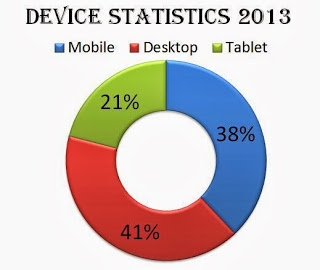 DEVICE STATISTICS 2013
Mobile Desktop Tablet
21%
38%
41%